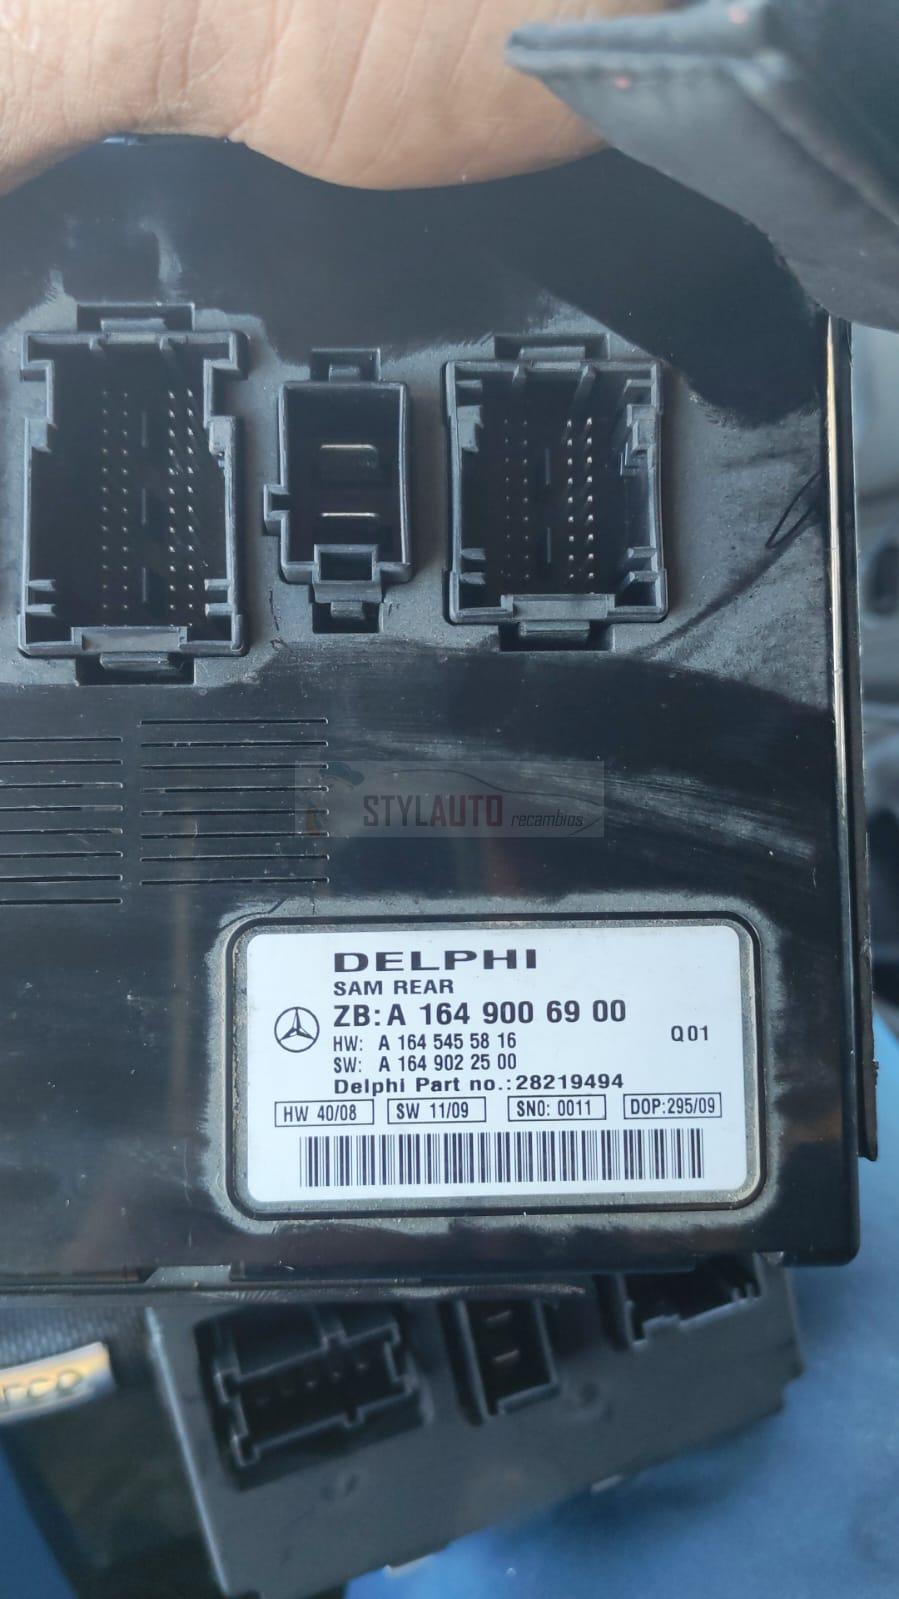 STYLAUTO recambios
DELPHI
SAM REAR
ZB: A 164 900 69 00
HW: A 164 545 58 16
Q01
SW: A 164 902 25 00
Delphi Part no.:28219494
HW 40/08 SW 11/09 SNO: 0011 DOP:295/09